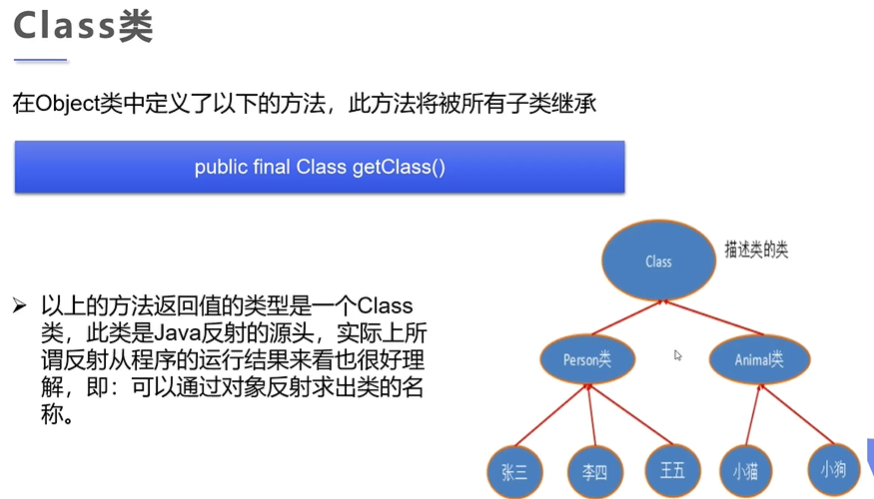 Class类
在Object类中定义了以下的方法，此方法将被所有子类继承
public final Class getClass()
Class
描述类的类
➢ 以上的方法返回值的类型是一个Class
类，此类是Java反射的源头，实际上所
谓反射从程序的运行结果来看也很好理
解，即：可以通过对象反射求出类的名
称。
Person类
Animal类
张三
李四
王五
小猫
小狗